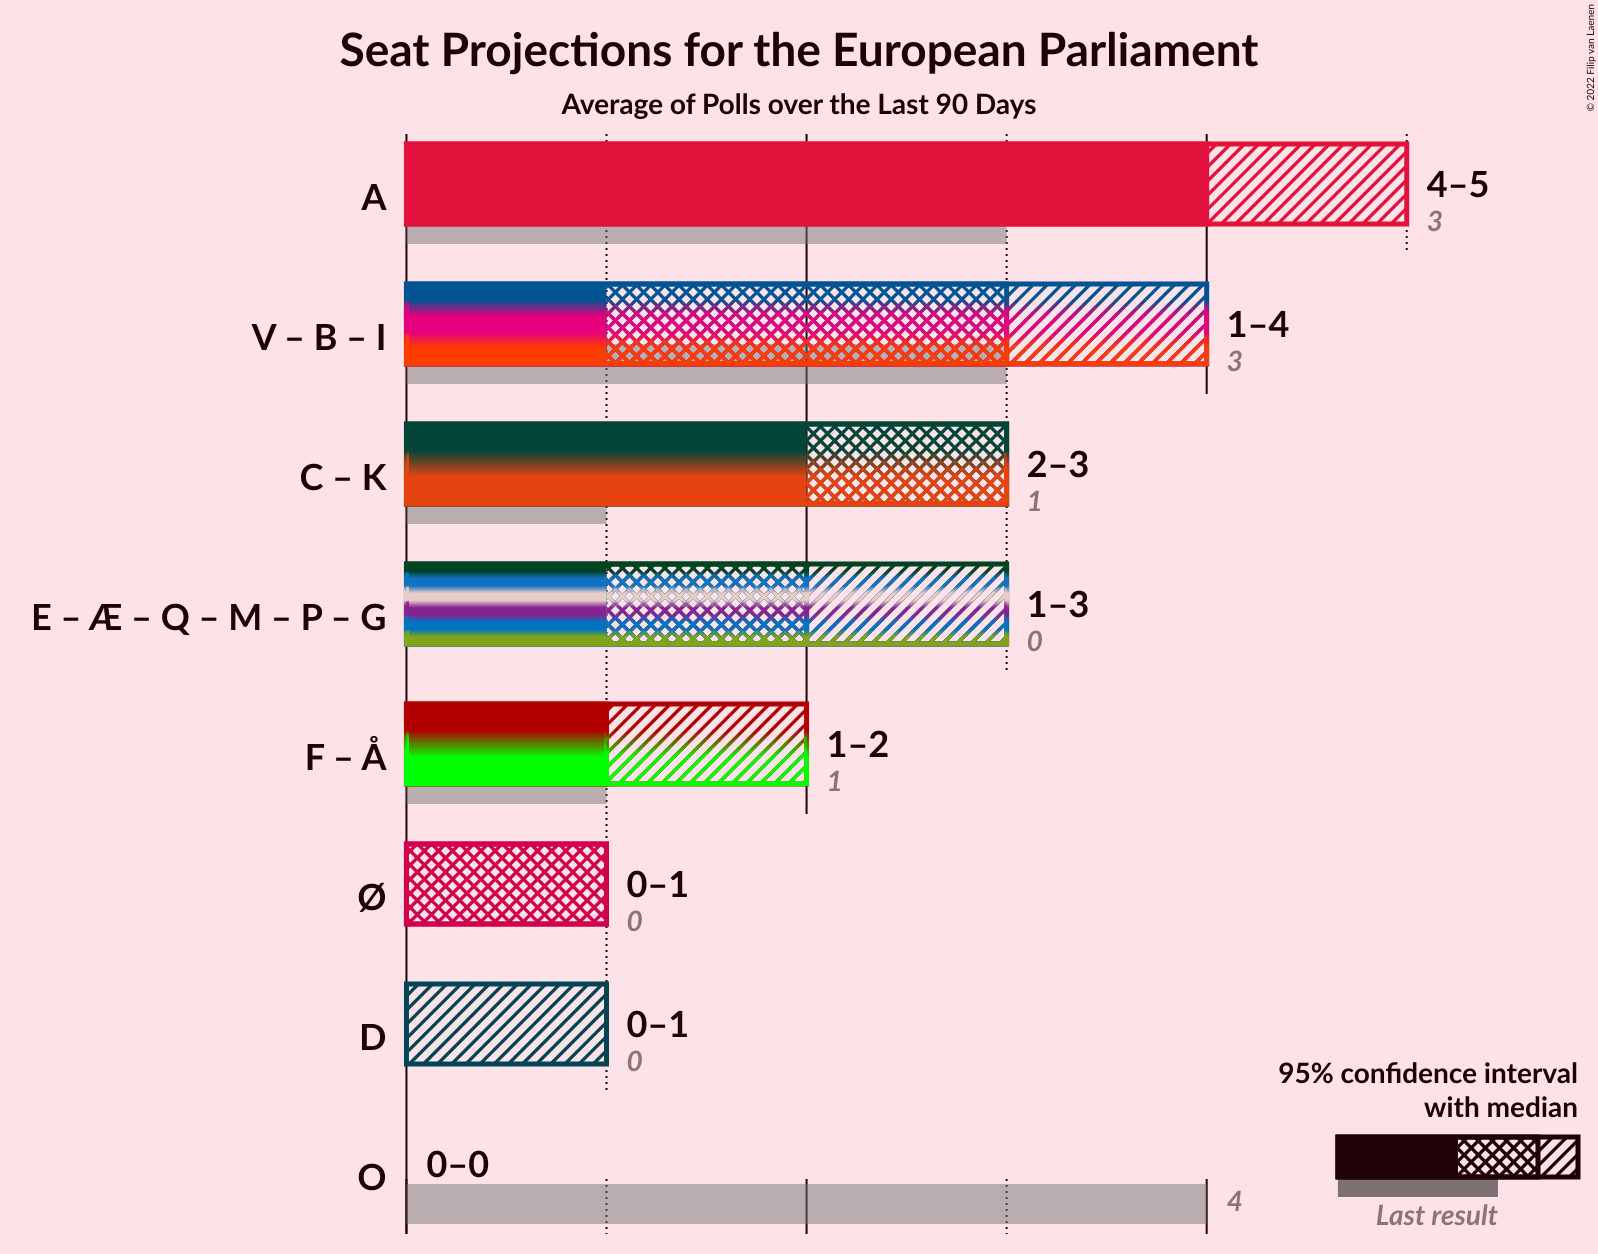 Seat Projections for the European Parliament
Average of Polls over the Last 90 Days
© 2022 Filip van Laenen
A
4–5
3
V – B – I
1–4
3
C – K
2–3
1
E – Æ – Q – M – P – G
1–3
0
F – Å
1–2
1
Ø
0–1
0
D
0–1
0
O
0–0
4
95% confidence interval
with median
Last result